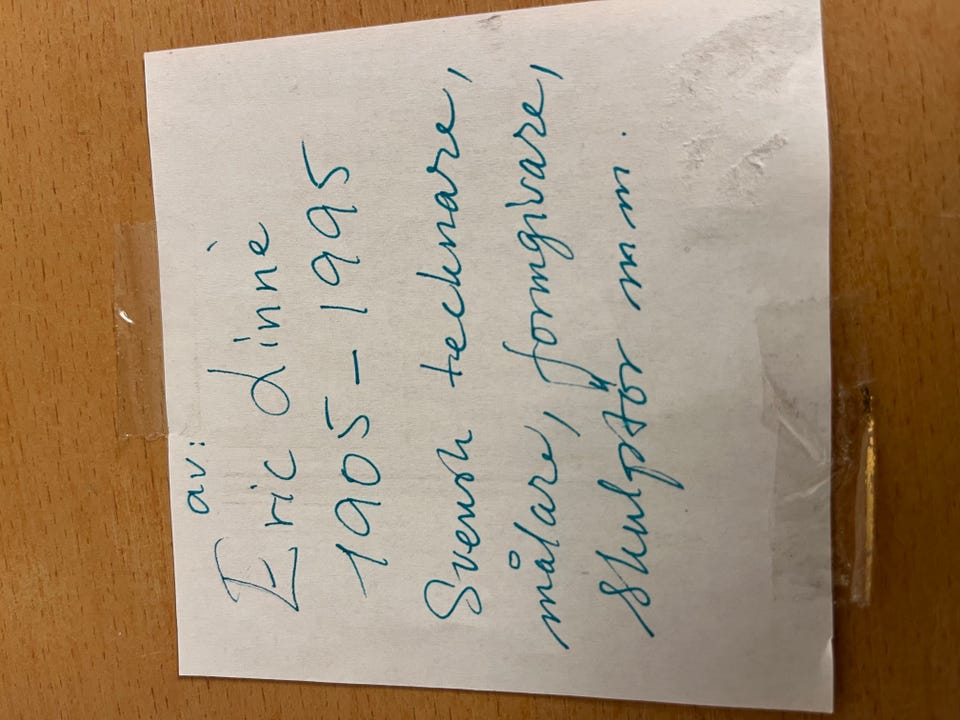 av:
Eric Linné
1905 - 1995
Svensk tecknare,
målare, formgivare,
skulptör m.m.